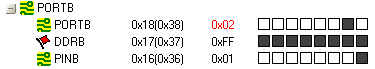 PORTB
PORTB 0x18(0x38) 0x02
DDRB 0x17(0x37) 0xFF
PINB 0x16(0x36) 0x01